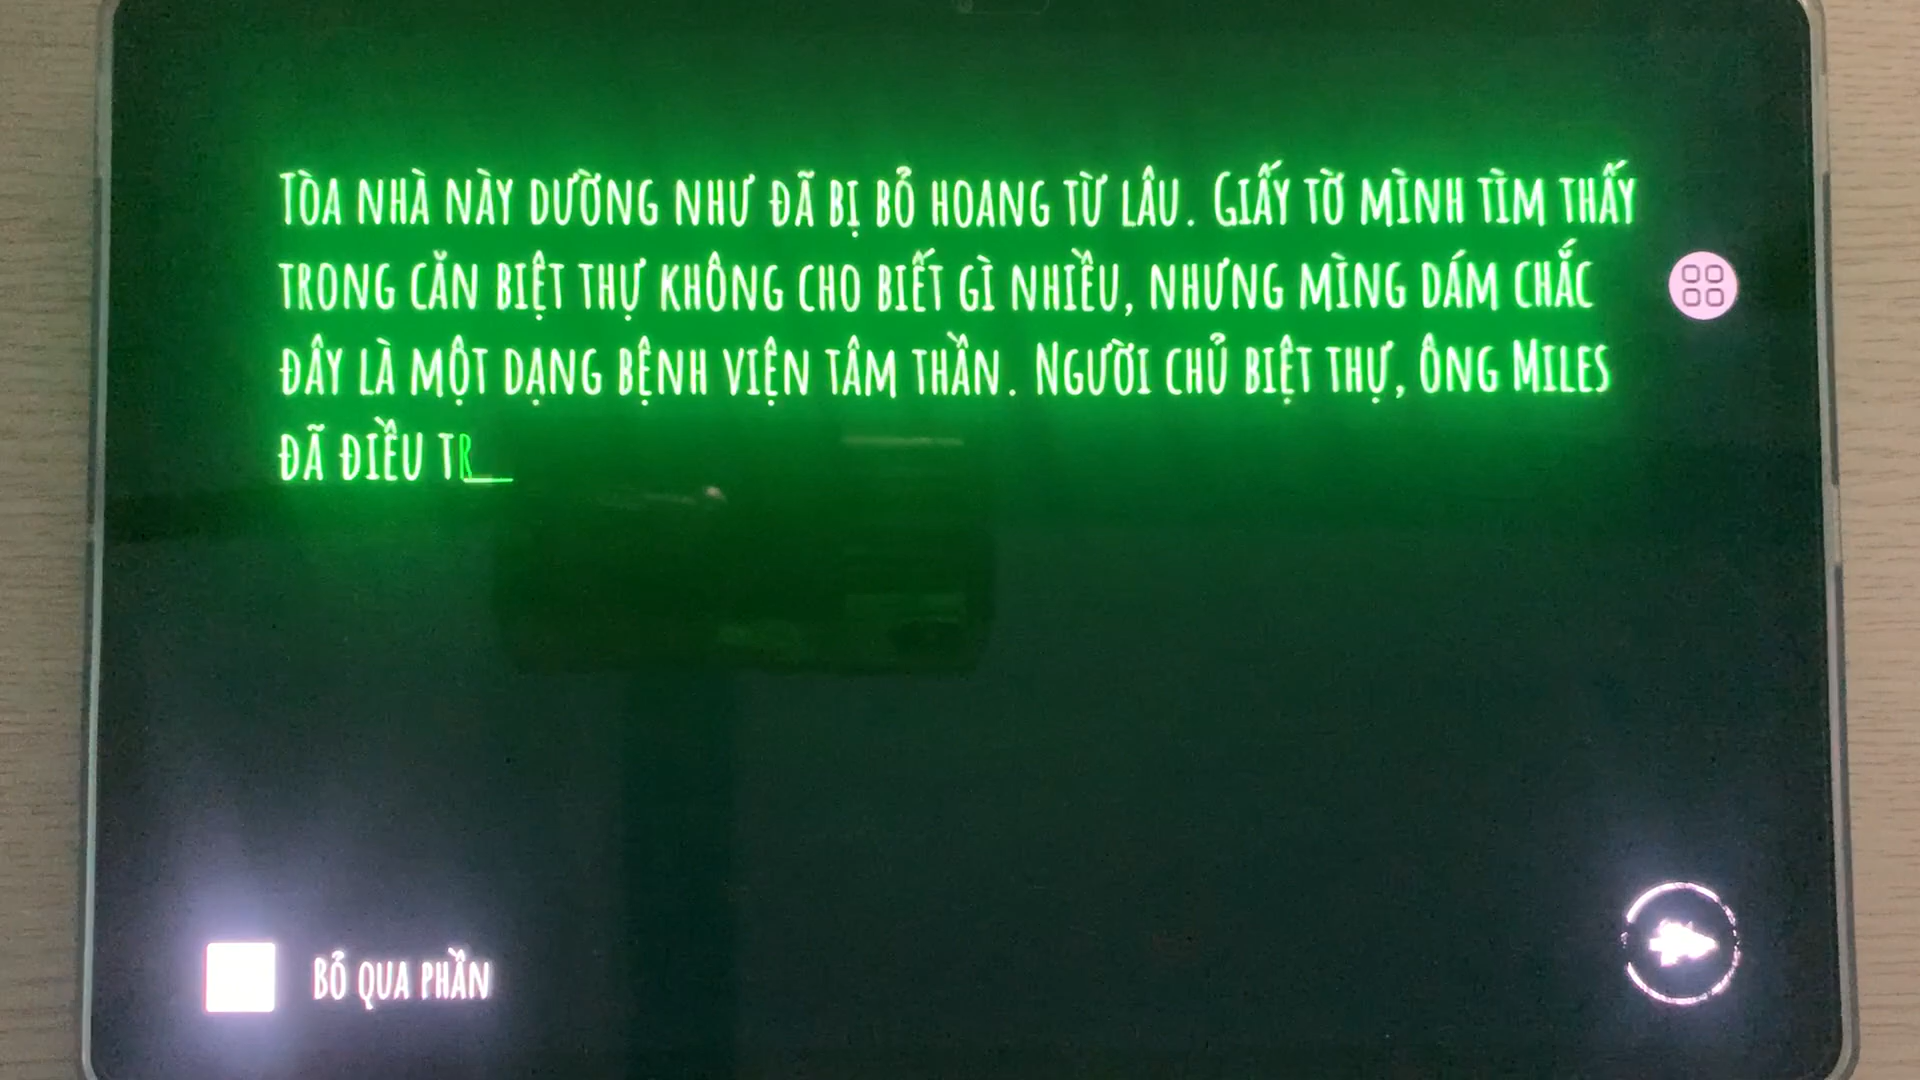 Tòa nhà này dường như đã bị bỏ hoang từ lâu. Giấy tờ mình tìm thấy
trong căn biệt thự không cho biết gì nhiều, nhưng mìng dám chắc
đây là một dạng bệnh viện tâm thần. Người chủ biệt thự, ông Miles
đã điều tr_
Bỏ qua phần